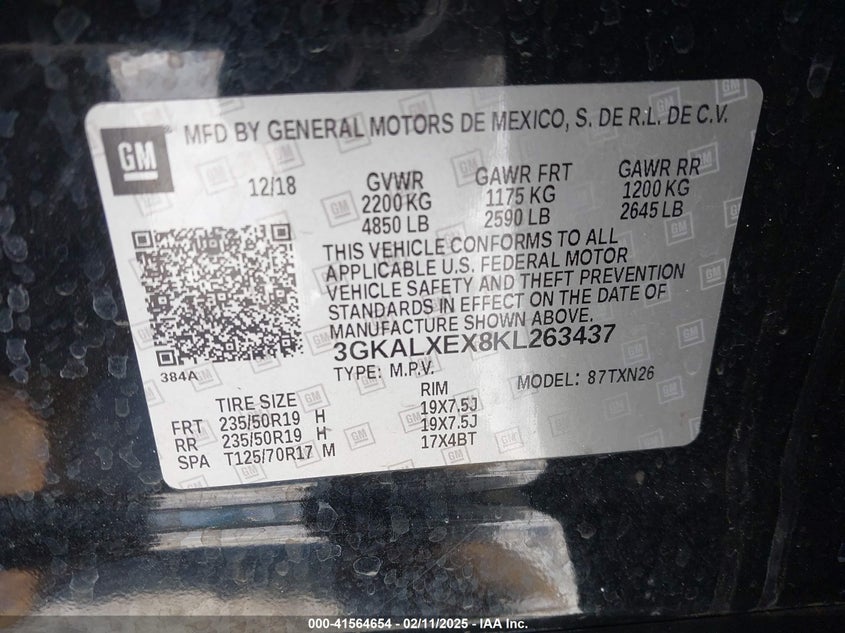 GM
MFD BY GENERAL MOTORS DE MEXICO, S. DE R.L. DE C.V.
12/18
GVWR
2200 KG
4850 LB
GAWR FRT
1175 KG
2590 LB
GAWR RR
1200 KG
2645 LB
THIS VEHICLE CONFORMS TO ALL
APPLICABLE U.S. FEDERAL MOTOR
VEHICLE SAFETY AND THEFT PREVENTION
STANDARDS IN EFFECT ON THE DATE OF
MANUFACTURE SHOWN ABOVE.
384A
3GKALXEX8KL263437
TYPE: M.P.V. MODEL: 87TXN26
TIRE SIZE RIM
FRT 235/50R19 H 19X7.5J
RR 235/50R19 H 19X7.5J
SPA T125/70R17 M 17X4BT
000-41564654 - 02/11/2025 - IAA Inc.